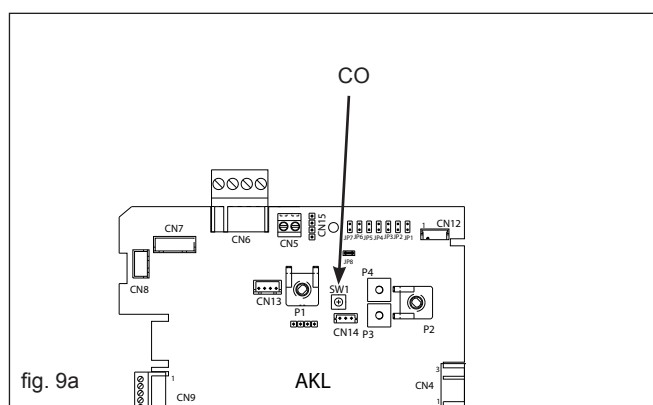 CO
CN7
CN6
CN5
CN15
JP7 JP6 JP5 JP4 JP3 JP2 JP1
1
CN12
JP8
CN8
SW1
P4
CN13
P1
CN14
P3
P2
fig. 9a
1
CN9
AKL
3
CN4
1